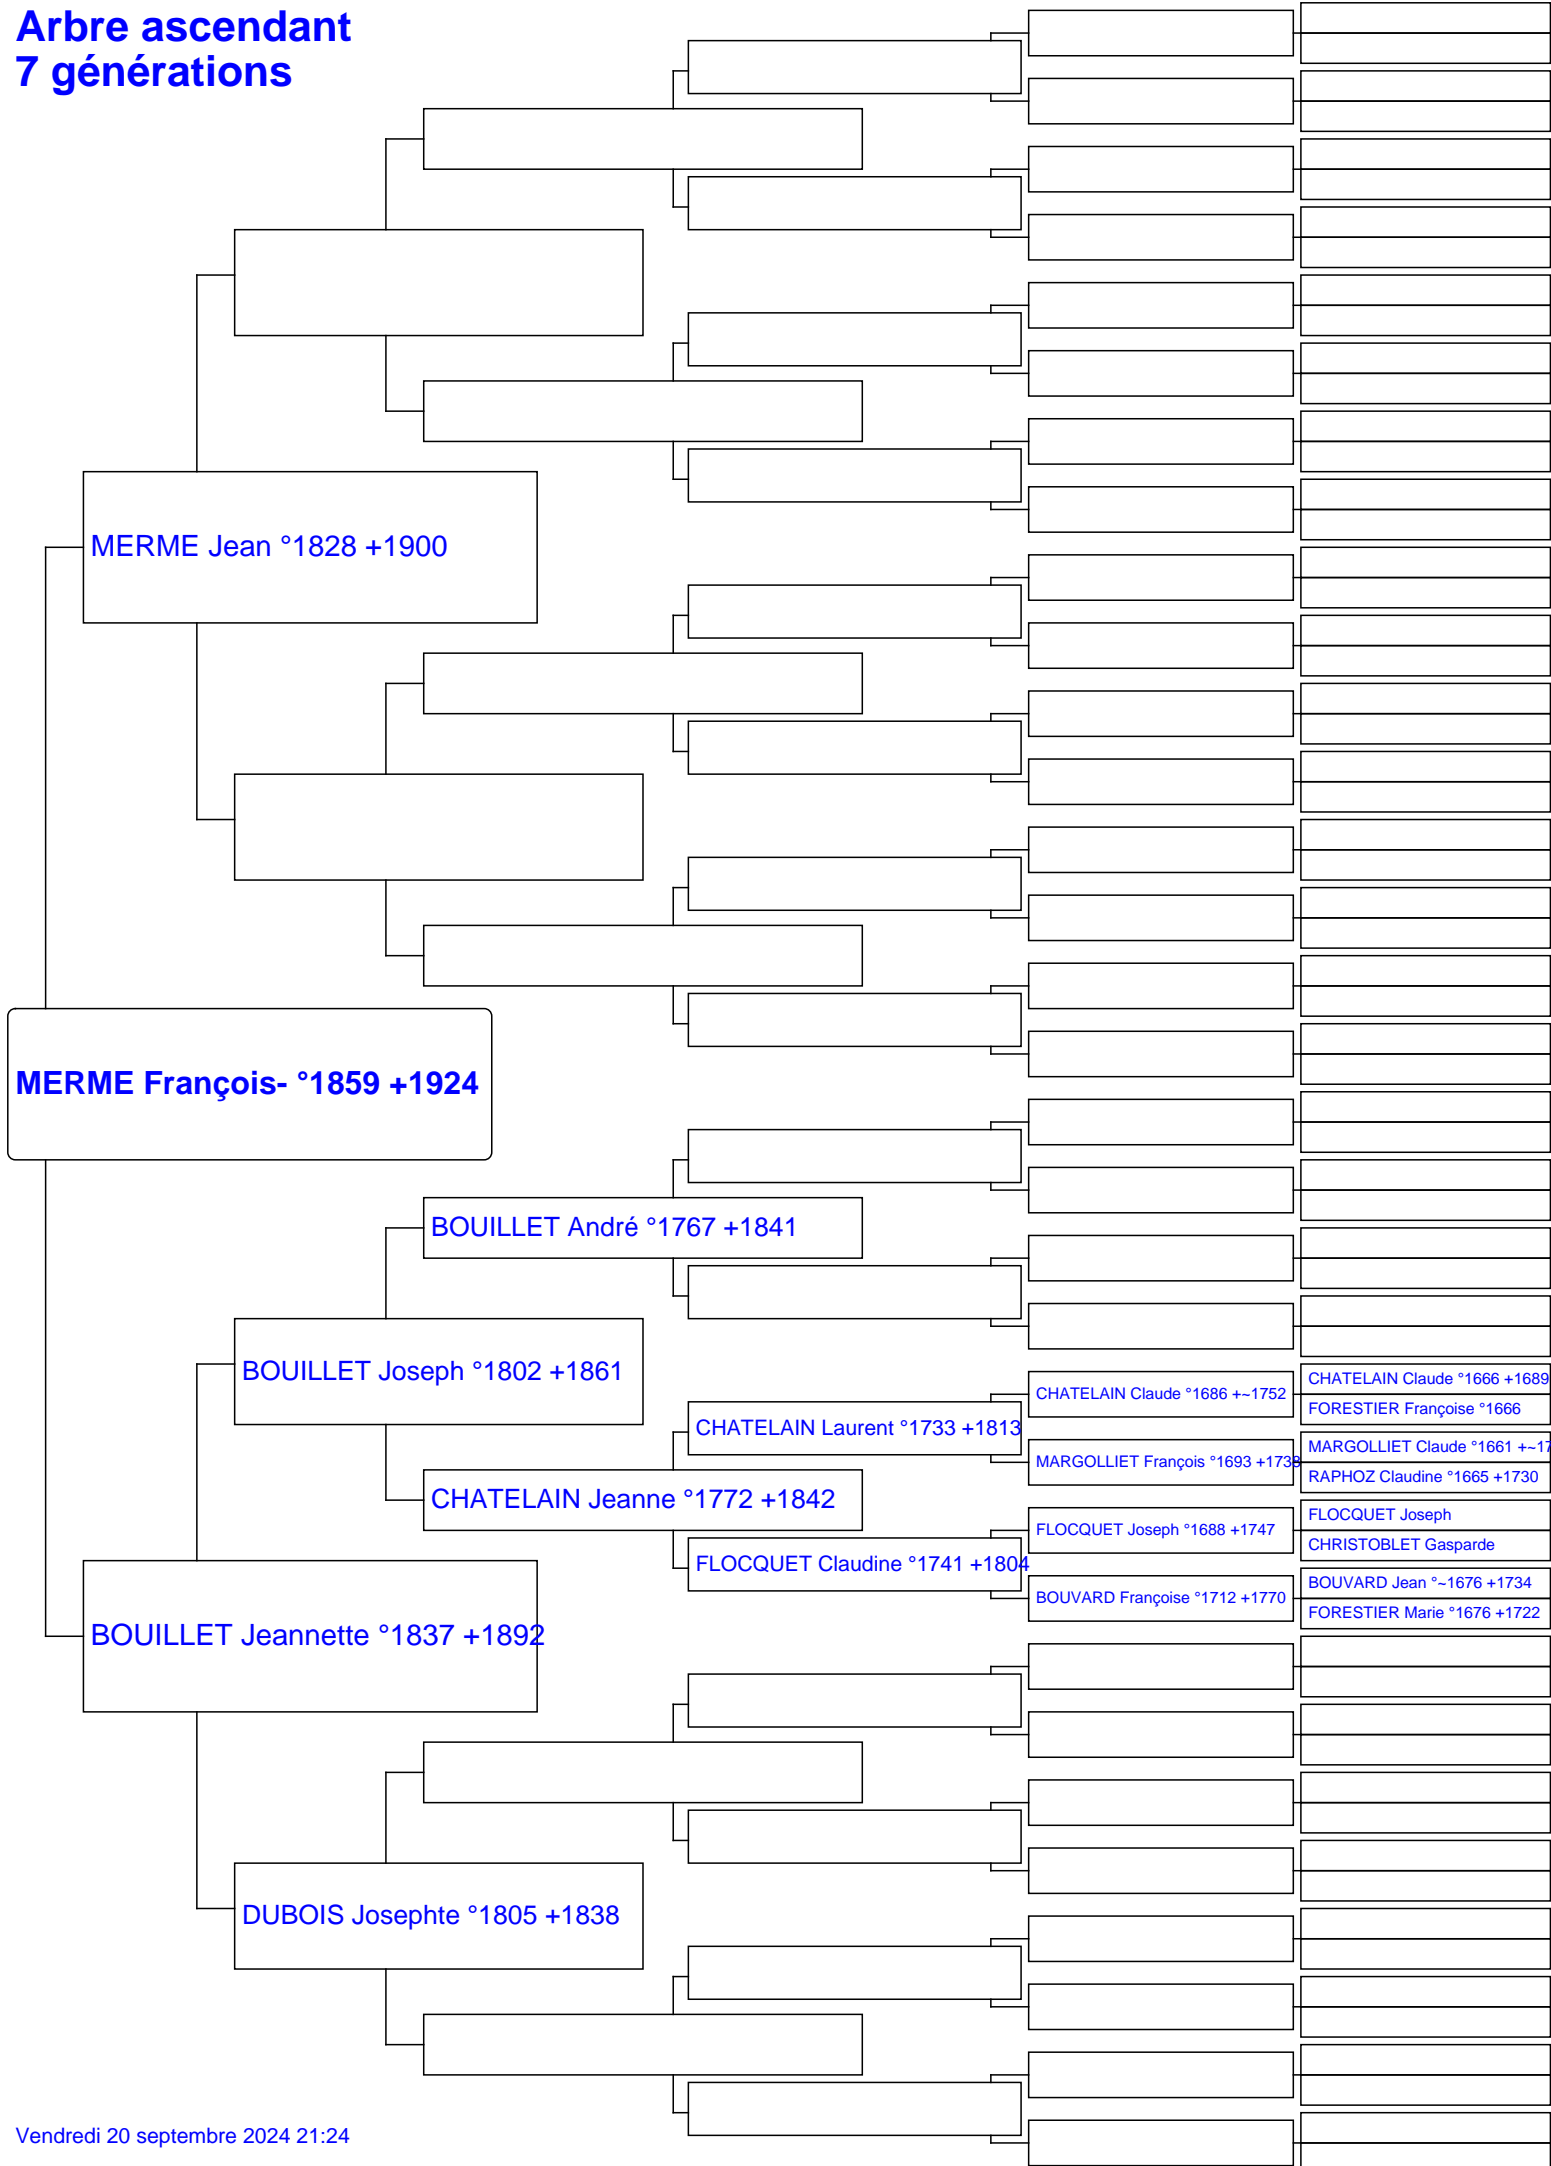 Arbre ascendant
7 générations
MERME Jean °1828 +1900
MERME François- °1859 +1924
BOUILLET André °1767 +1841
BOUILLET Joseph °1802 +1861
CHATELAIN Claude °1666 +1689
CHATELAIN Claude °1686 +~1752
FORESTIER Françoise °1666
CHATELAIN Laurent °1733 +1813
MARGOLLIET Claude °1661 +~17
MARGOLLIET François °1693 +1738
RAPHOZ Claudine °1665 +1730
CHATELAIN Jeanne °1772 +1842
FLOCQUET Joseph
FLOCQUET Joseph °1688 +1747
CHRISTOBLET Gasparde
FLOCQUET Claudine °1741 +1804
BOUVARD Jean °~1676 +1734
BOUVARD Françoise °1712 +1770
FORESTIER Marie °1676 +1722
BOUILLET Jeannette °1837 +1892
DUBOIS Josephte °1805 +1838
Vendredi 20 septembre 2024 21:24